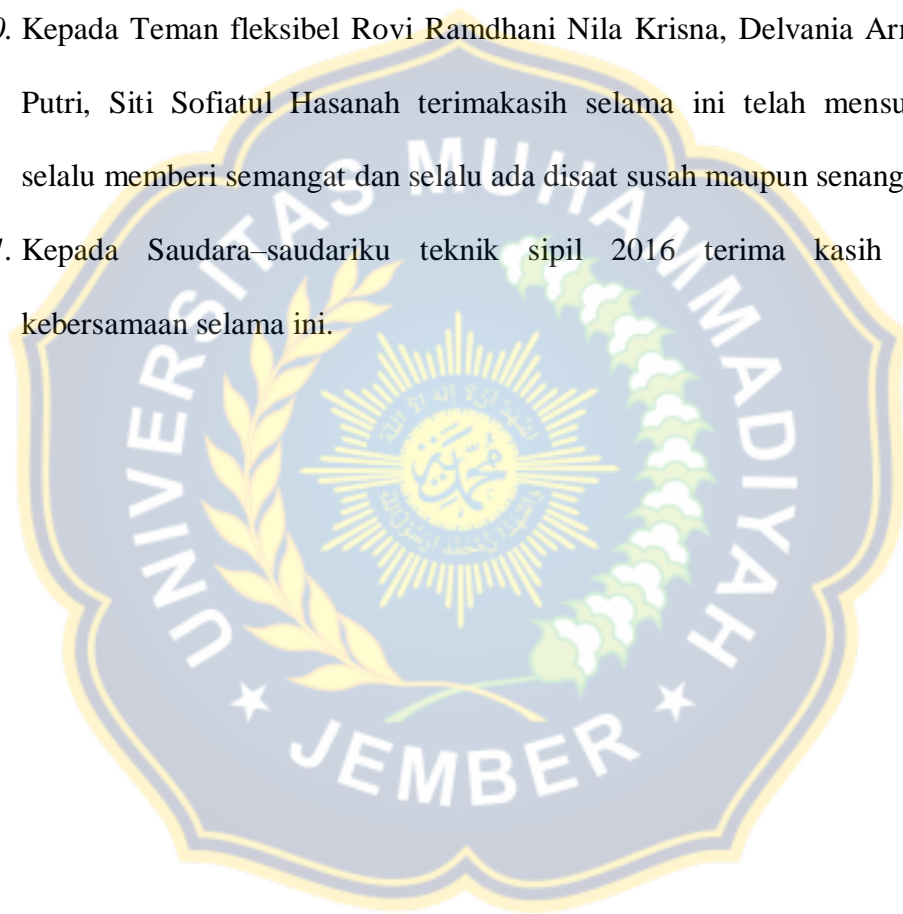 . Kepada Teman fleksibel Rovi Ramdhani Nila Krisna, Delvania
Putri, Siti Sofiatul Hasanah terimakasih selama ini telah
selalu memberi semangat dan selalu ada disaat susah maupun senang
. Kepada Saudara–saudariku teknik sipil 2016 terima kasih
kebersamaan selama ini.
UNIVERSITAS MUHAMMADIYAH
JEMBER